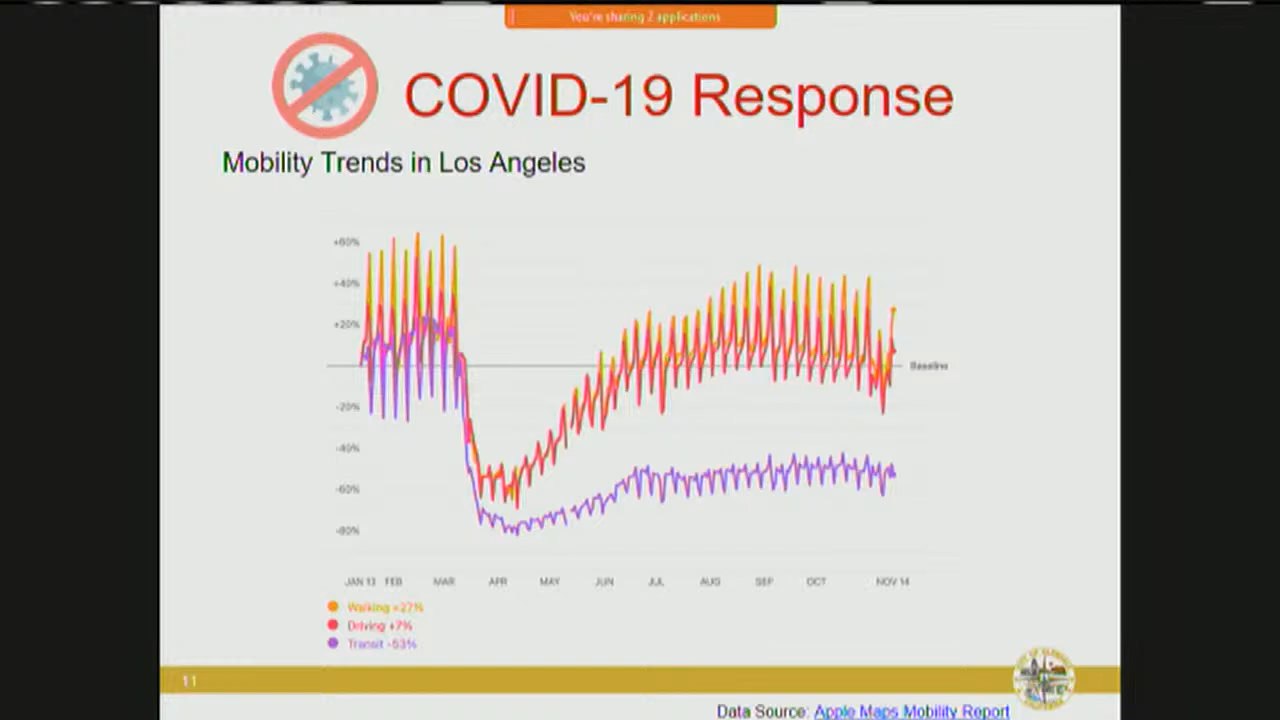 You're sharing 2 applications
COVID-19 Response
Mobility Trends in Los Angeles
+60%
+40%
+20%
Baseline
-20%
-40%
-60%
-80%
JAN 13 FEB MAR APR MAY JUN JUL AUG SEP OCT NOV 14
Walking +27%
Driving +7%
Transit -53%
11
Data Source: Apple Maps Mobility Report